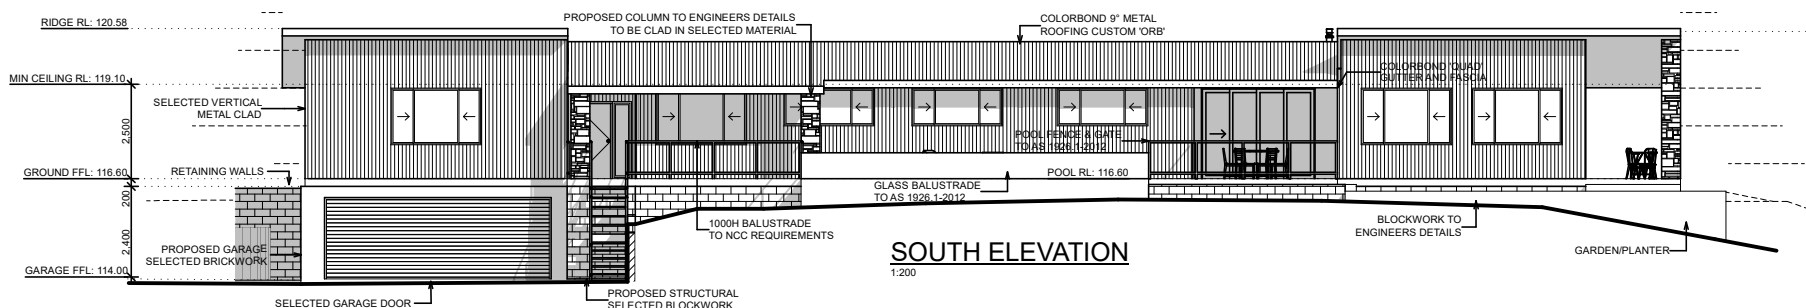 RIDGE RL: 120.58
MIN CEILING RL: 119.10
SELECTED VERTICAL
METAL CLAD
2,500
RETAINING WALLS
GROUND FFL: 116.60
200
2,400
PROPOSED GARAGE
SELECTED BRICKWORK
GARAGE FFL: 114.00
SELECTED GARAGE DOOR
PROPOSED STRUCTURAL
SELECTED BLOCKWORK
PROPOSED COLUMN TO ENGINEERS DETAILS
TO BE CLAD IN SELECTED MATERIAL
COLORBOND 9° METAL
ROOFING CUSTOM 'ORB'
COLORBOND 'QUAD'
GUTTER AND FASCIA
POOL FENCE & GATE
TO AS 1926.1-2012
POOL RL: 116.60
GLASS BALUSTRADE
TO AS 1926.1-2012
1000H BALUSTRADE
TO NCC REQUIREMENTS
BLOCKWORK TO
ENGINEERS DETAILS
GARDEN/PLANTER
SOUTH ELEVATION
1:200